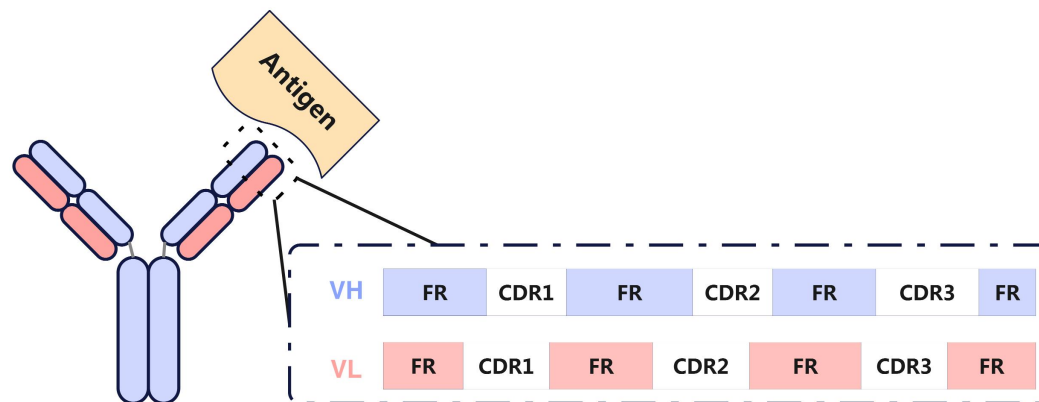 Antigen
VH FR CDR1 FR CDR2 FR CDR3 FR
VL FR CDR1 FR CDR2 FR CDR3 FR